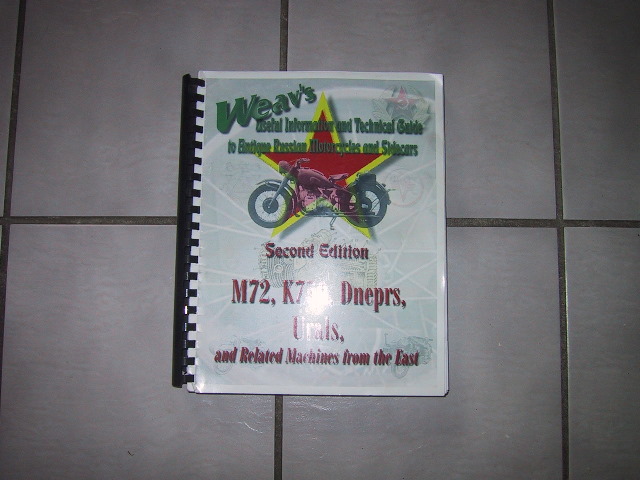 Weav's
Useful Information and Technical Guide
to Antique Russian Motorcycles and Sidecars
Second Edition
M72, Dneprs,
Urals,
and Related Machines from the East